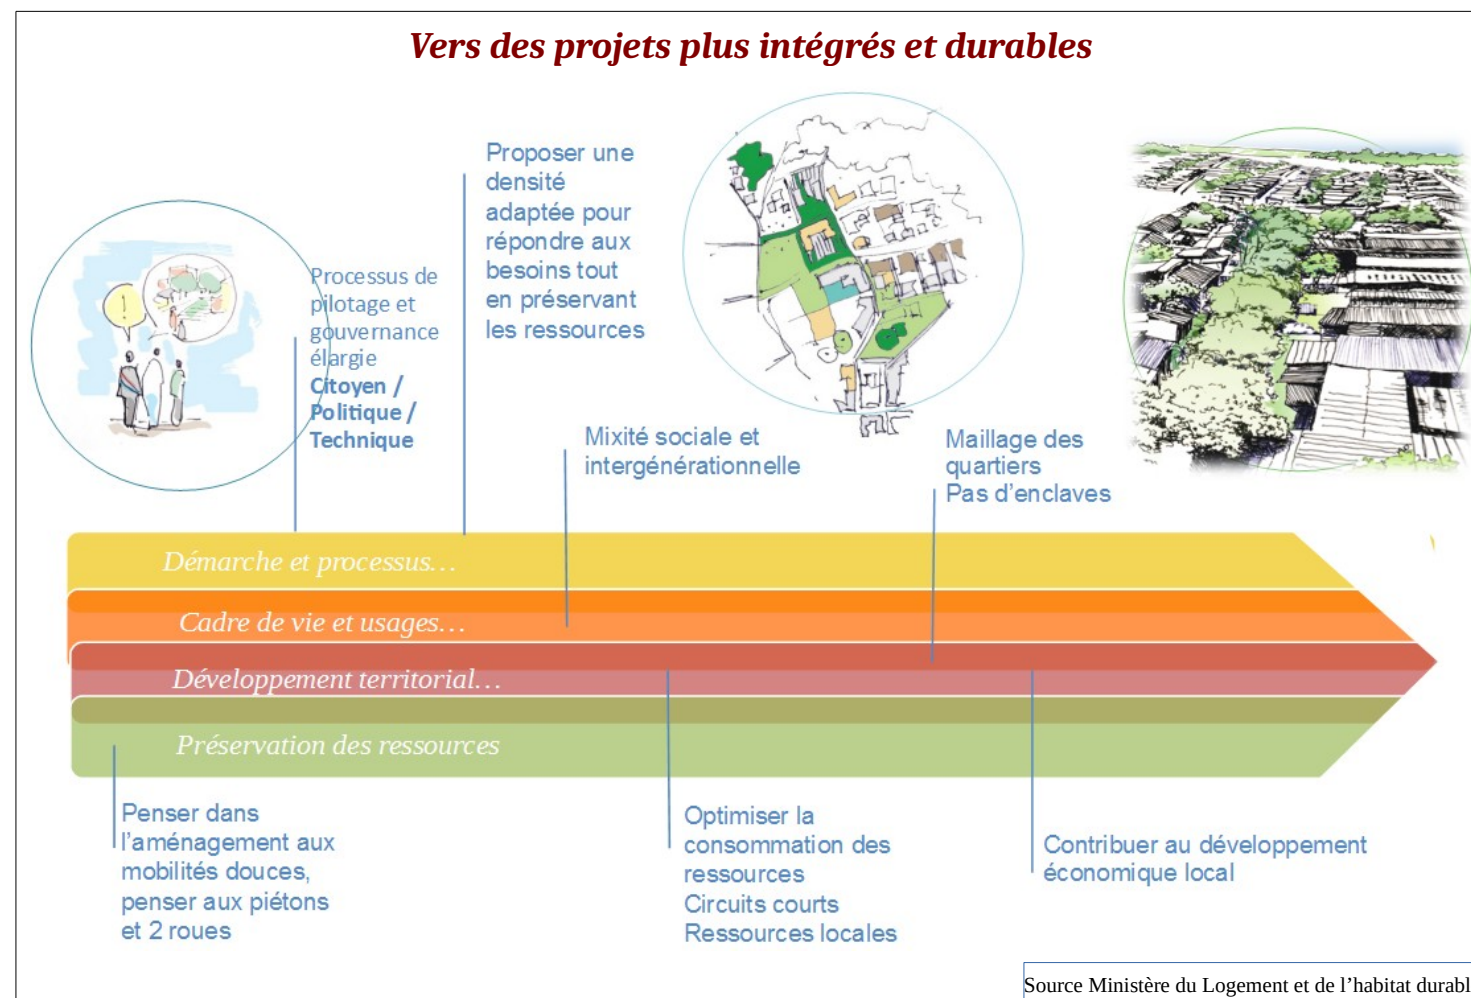 Vers des projets plus intégrés et durables
Processus de
pilotage et
gouvernance
élargie
Citoyen /
Politique /
Technique
Proposer une
densité
adaptée pour
répondre aux
besoins tout
en préservant
les ressources
Mixité sociale et
intergénérationnelle
Maillage des
quartiers
Pas d’enclaves
Démarche et processus…
Cadre de vie et usages…
Développement territorial…
Préservation des ressources
Penser dans
l’aménagement aux
mobilités douces,
penser aux piétons
et 2 roues
Optimiser la
consommation des
ressources
Circuits courts
Ressources locales
Contribuer au développement
économique local
Source Ministère du Logement et de l’habitat durabl